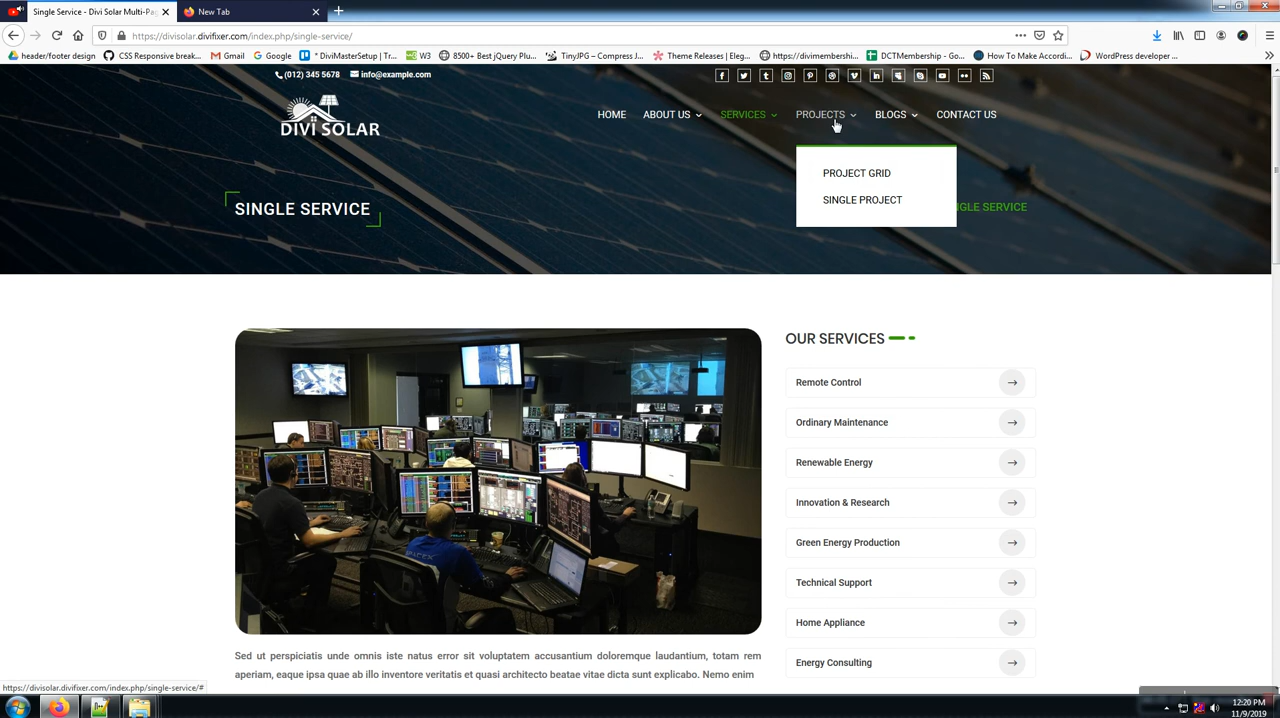 Single Service - Divi Solar Multi-Pa
New Tab
https://divisolar.divifixer.com/index.php/single-service/
header/footer design
CSS Responsive break...
Gmail
Google
* DiviMasterSetup | Tr...
W3
8500+ Best jQuery Plu...
TinyJPG – Compress J...
Theme Releases | Eleg...
https://divimembershi...
DCTMembership - Go...
How To Make Accordi...
WordPress developer ...
(012) 345 5678
info@example.com
DIVI SOLAR
HOME
ABOUT US
SERVICES
PROJECTS
BLOGS
CONTACT US
PROJECT GRID
SINGLE PROJECT
SINGLE SERVICE
GLE SERVICE
OUR SERVICES
Remote Control
Ordinary Maintenance
Renewable Energy
Innovation & Research
Green Energy Production
Technical Support
Home Appliance
Energy Consulting
Sed ut perspiciatis unde omnis iste natus error sit voluptatem accusantium doloremque laudantium, totam rem
aperiam, eaque ipsa quae ab illo inventore veritatis et quasi architecto beatae vitae dicta sunt explicabo. Nemo enim
https://divisolar.divifixer.com/index.php/single-service/#
12:20 PM
11/9/2019